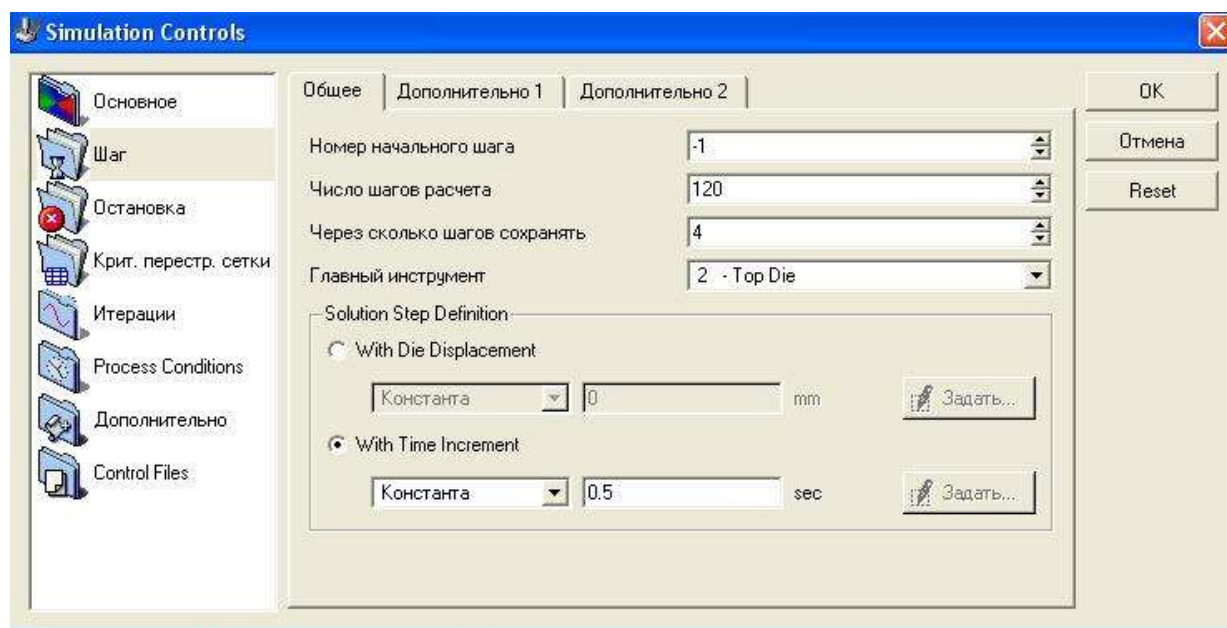 Simulation Controls
Основное
Шаг
Остановка
Крит. перестр. сетки
Итерации
Process Conditions
Дополнительно
Control Files
Общее
Дополнительно 1
Дополнительно 2
Номер начального шага
-1
Число шагов расчета
120
Через сколько шагов сохранять
4
Главный инструмент
2 - Top Die
Solution Step Definition
With Die Displacement
Константа
0
mm
Задать...
With Time Increment
Константа
0.5
sec
Задать...
OK
Отмена
Reset